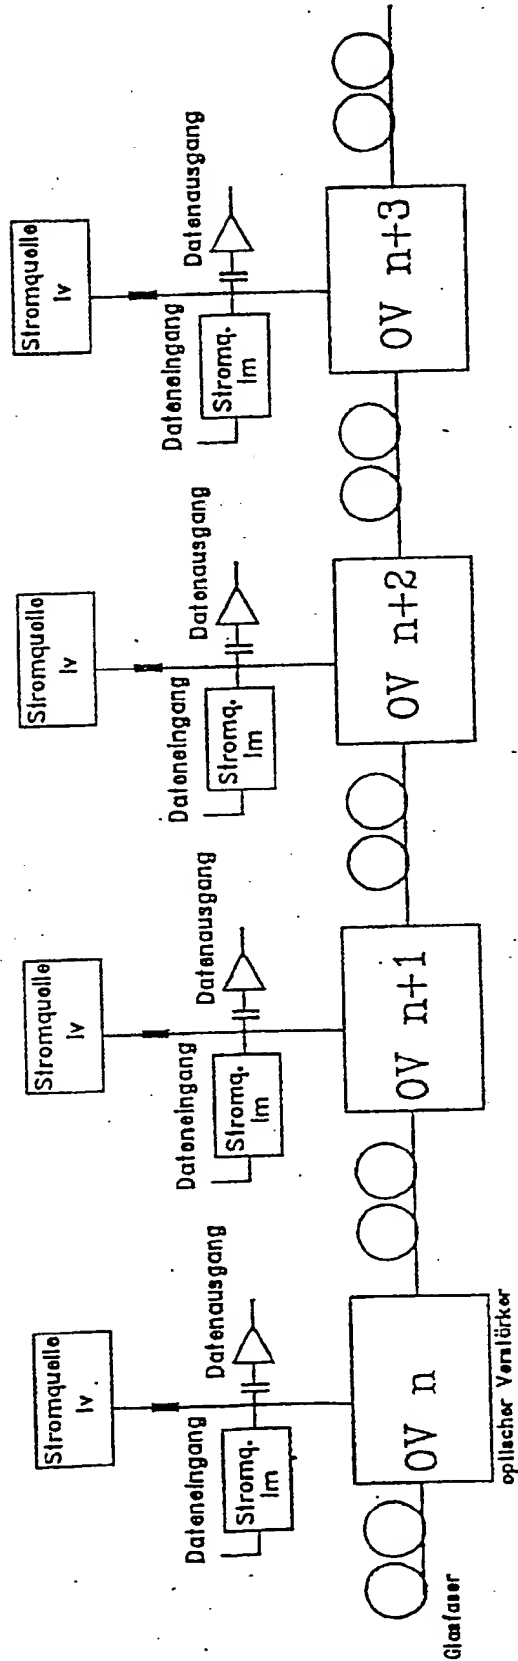 Stromquelle
Iv
Dateneingang
Datenausgang
Stromq.
Im
OV n
optischer Verstärker
Glasfaser
Stromquelle
Iv
Dateneingang
Datenausgang
Stromq.
Im
OV n+1
Stromquelle
Iv
Dateneingang
Datenausgang
Stromq.
Im
OV n+2
Stromquelle
Iv
Dateneingang
Datenausgang
Stromq.
Im
OV n+3